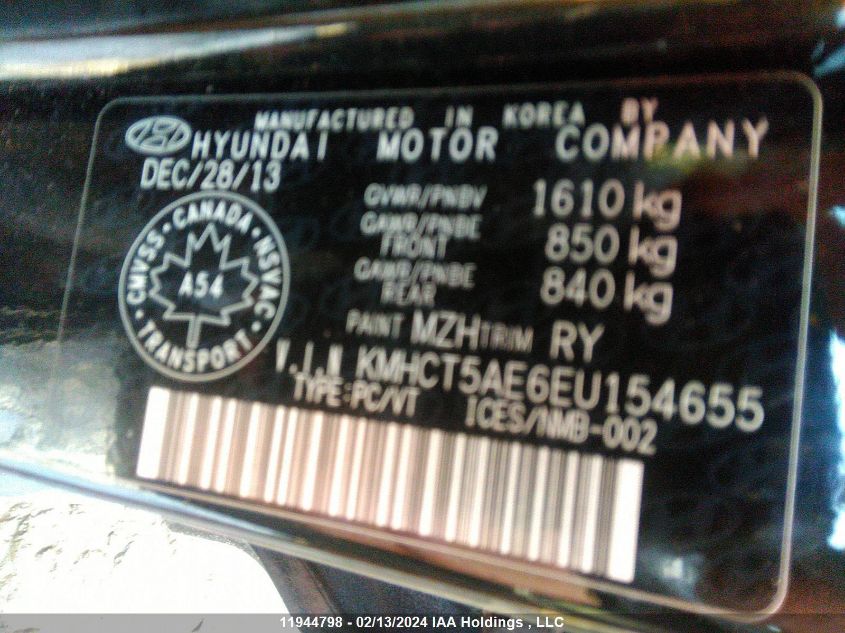 MANUFACTURED IN KOREA BY
HYUNDAI MOTOR COMPANY
DEC/28/13
GVWR/PNBV 1610 kg
GAWR/PNBE FRONT 850 kg
GAWR/PNBE REAR 840 kg
CMVSS · CANADA · NSVAC · TRANSPORT ·
A54
PAINT MZH TRIM RY
V.I.N KMHCT5AE6EU154655
TYPE:PC/VT ICES/NMB-002
11944798 - 02/13/2024 IAA Holdings , LLC